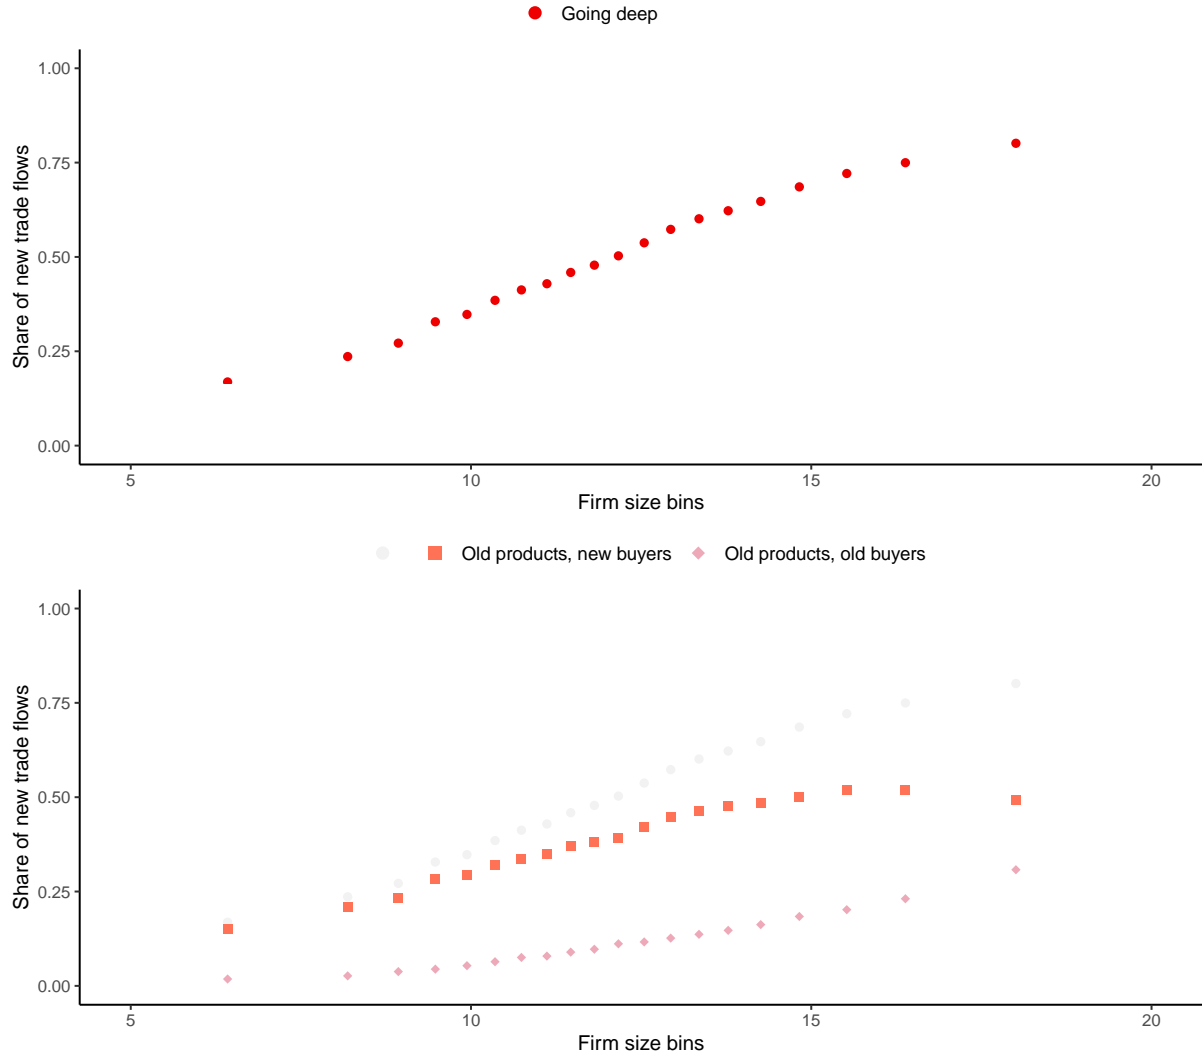 Going deep
1.00
0.75
0.50
0.25
0.00
Share of new trade flows
5 10 15 20
Firm size bins
Old products, new buyers Old products, old buyers
1.00
0.75
0.50
0.25
0.00
Share of new trade flows
5 10 15 20
Firm size bins